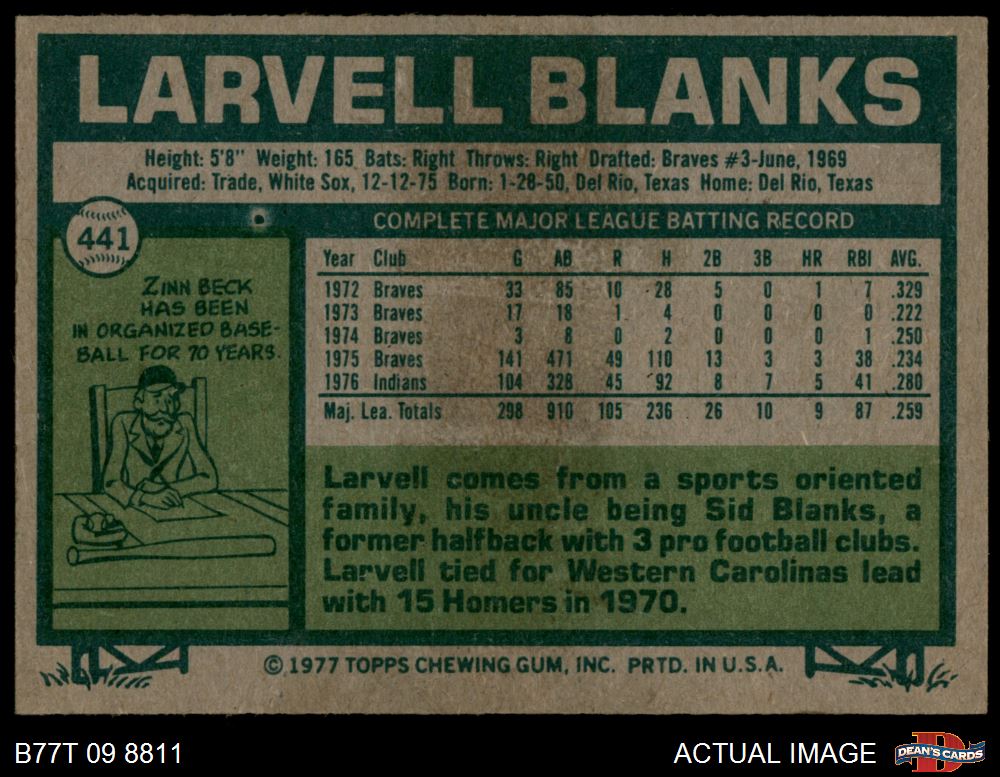 LARVELL BLANKS
Height: 5'8" Weight: 165 Bats: Right Throws: Right Drafted: Braves #3-June, 1969
Acquired: Trade, White Sox, 12-12-75 Born: 1-28-50, Del Rio, Texas Home: Del Rio, Texas
441
COMPLETE MAJOR LEAGUE BATTING RECORD
Year Club G AB R H 2B 3B HR RBI AVG.
1972 Braves 33 85 10 28 5 0 1 7 .329
1973 Braves 17 18 1 4 0 0 0 0 .222
1974 Braves 3 8 0 2 0 0 0 1 .250
1975 Braves 141 471 49 110 13 3 3 38 .234
1976 Indians 104 328 45 92 8 7 5 41 .280
Maj. Lea. Totals 298 910 105 236 26 10 9 87 .259
ZINN BECK
HAS BEEN
IN ORGANIZED BASE-
BALL FOR 70 YEARS.
Larvell comes from a sports oriented
family, his uncle being Sid Blanks, a
former halfback with 3 pro football clubs.
Larvell tied for Western Carolinas lead
with 15 Homers in 1970.
© 1977 TOPPS CHEWING GUM, INC. PRTD. IN U.S.A.
B77T 09 8811
ACTUAL IMAGE
D
DEAN'S CARDS